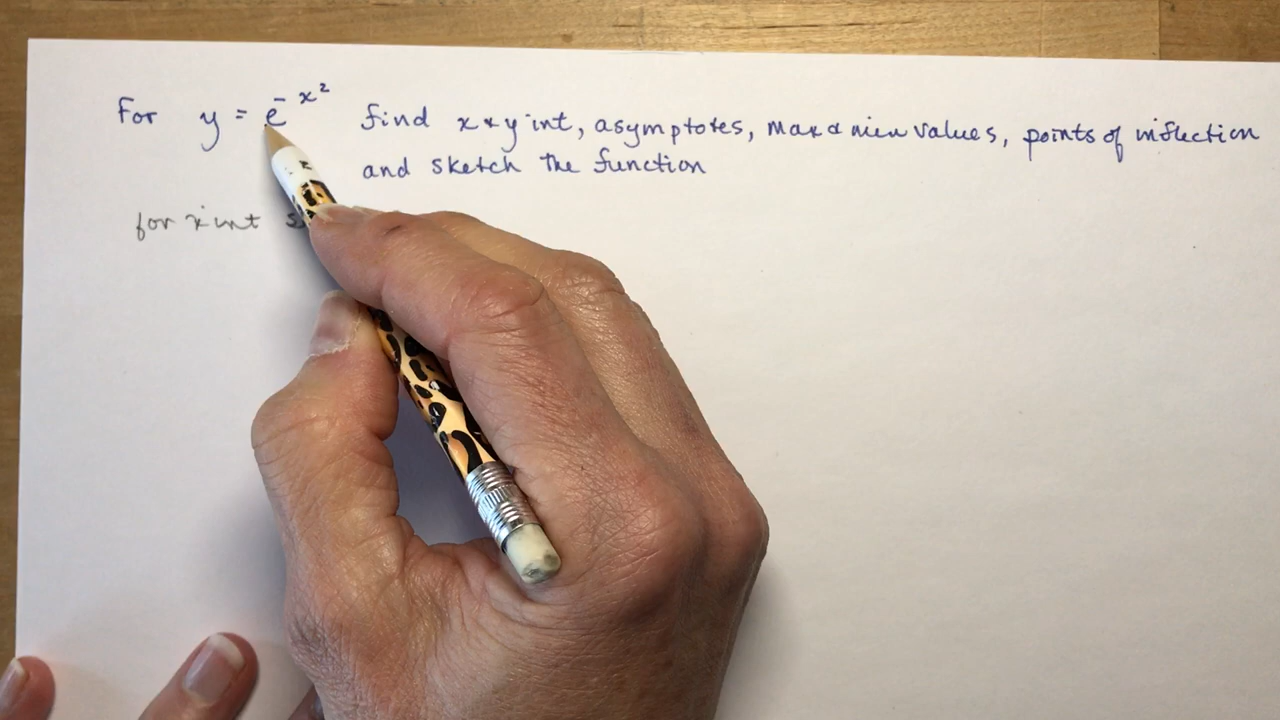 For y = e^-x² find x & y int, asymptotes, max & min values, points of inflection
and sketch the function
for x int